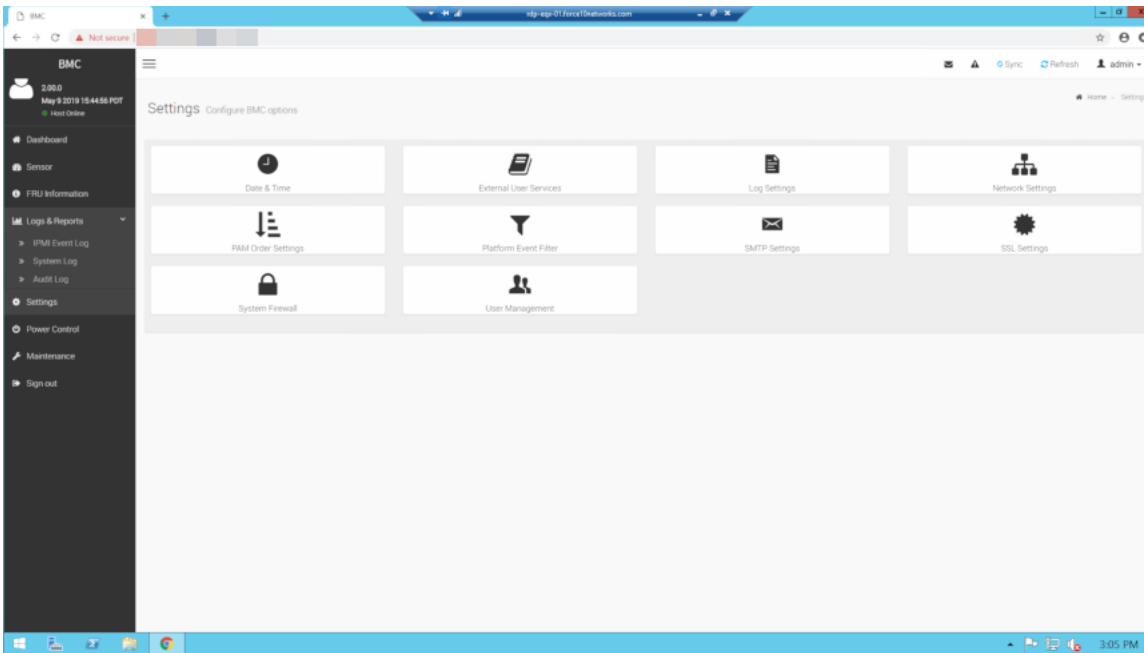 BMC
rdp-eqx-01.force10networks.com
Not secure
BMC
2.00.0
May 9 2019 15:44:56 PDT
Host Online
Sync
Refresh
admin
Settings Configure BMC options
Home - Setting
Dashboard
Sensor
FRU Information
Logs & Reports
IPMI Event Log
System Log
Audit Log
Settings
Power Control
Maintenance
Sign out
Date & Time
External User Services
Log Settings
Network Settings
PAM Order Settings
Platform Event Filter
SMTP Settings
SSL Settings
System Firewall
User Management
3:05 PM